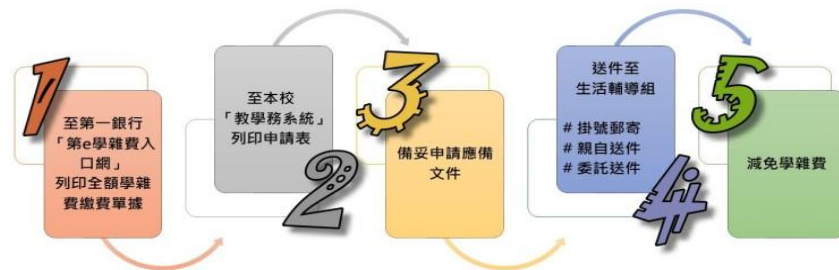 1
至第一銀行
「第e學雜費入
口網」
列印全額學雜
費繳費單據
2
至本校
「教學務系統」
列印申請表
3
備妥申請應備
文件
4
送件至
生活輔導組
# 掛號郵寄
# 親自送件
# 委託送件
5
減免學雜費